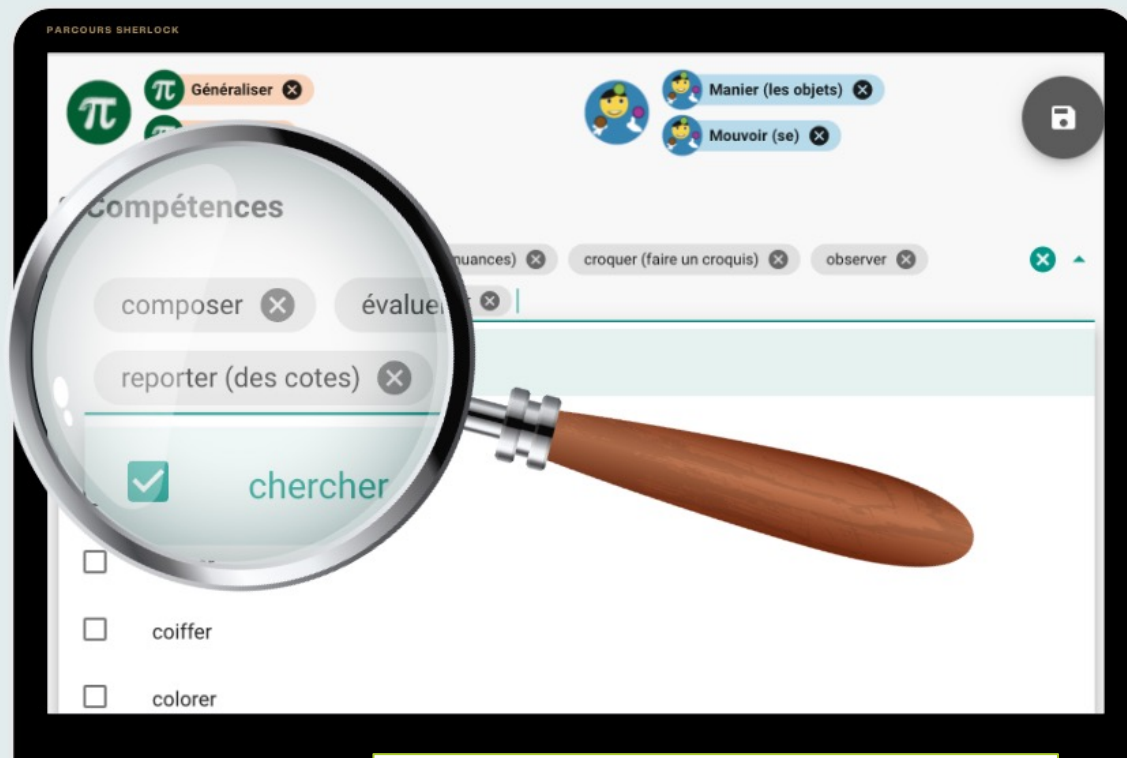 PARCOURS SHERLOCK
π
π Généraliser
Manier (les objets)
Mouvoir (se)
Compétences
composer
évaluer
nuances)
croquer (faire un croquis)
observer
reporter (des cotes)
chercher
coiffer
colorer